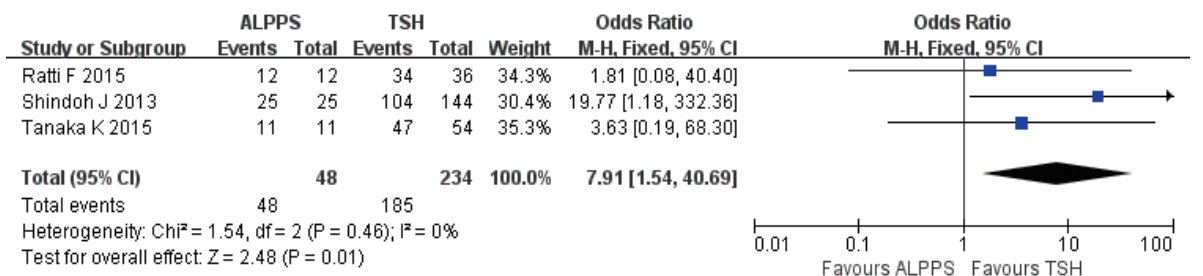 ALPPS TSH Odds Ratio Odds Ratio
Study or Subgroup Events Total Events Total Weight M-H, Fixed, 95% CI M-H, Fixed, 95% CI
Ratti F 2015 12 12 34 36 34.3% 1.81 [0.08, 40.40]
Shindoh J 2013 25 25 104 144 30.4% 19.77 [1.18, 332.36]
Tanaka K 2015 11 11 47 54 35.3% 3.63 [0.19, 68.30]
Total (95% CI) 48 234 100.0% 7.91 [1.54, 40.69]
Total events 48 185
Heterogeneity: Chi² = 1.54, df = 2 (P = 0.46); I² = 0%
Test for overall effect: Z = 2.48 (P = 0.01)
0.01 0.1 1 10 100
Favours ALPPS Favours TSH